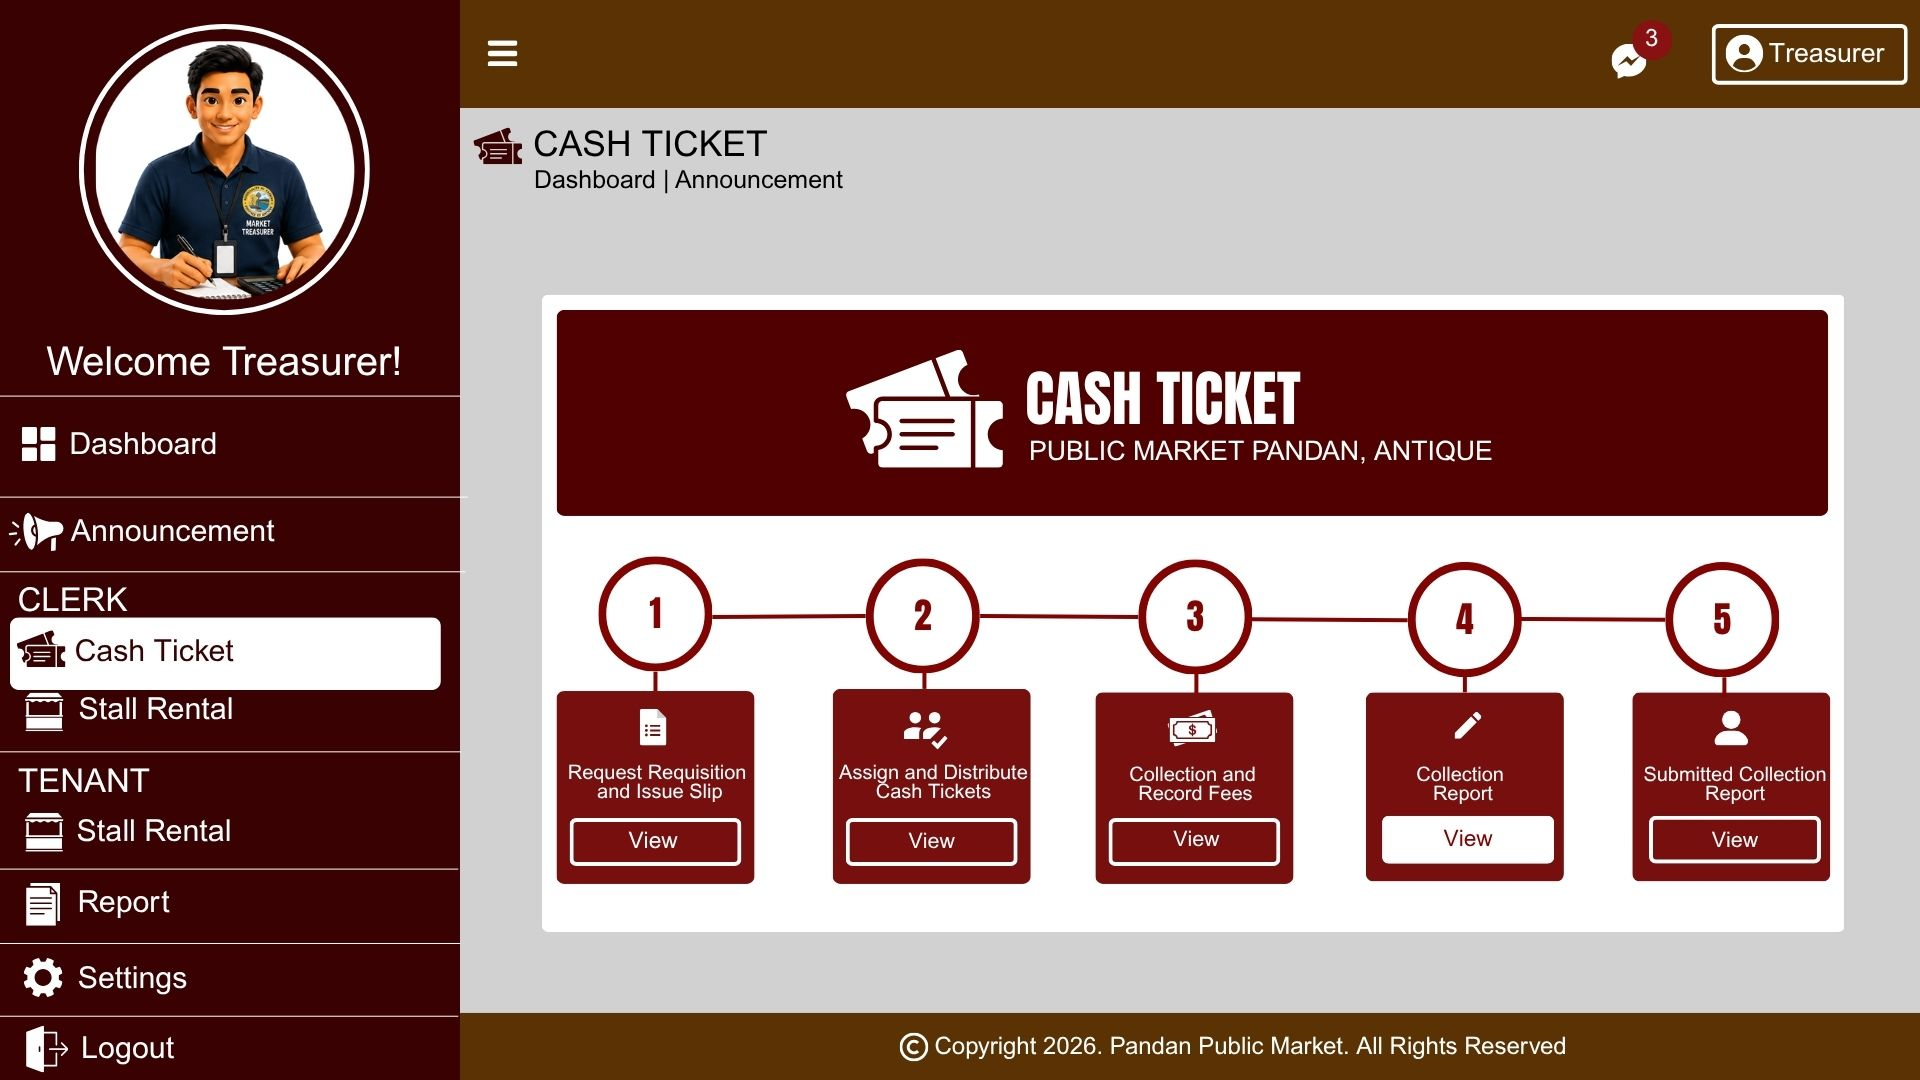 MARKET
TREASURER
Welcome Treasurer!
Dashboard
Announcement
CLERK
Cash Ticket
Stall Rental
TENANT
Stall Rental
Report
Settings
Logout
3
Treasurer
CASH TICKET
Dashboard | Announcement
CASH TICKET
PUBLIC MARKET PANDAN, ANTIQUE
1
2
3
4
5
Request Requisition
and Issue Slip
View
Assign and Distribute
Cash Tickets
View
$
Collection and
Record Fees
View
Collection
Report
View
Submitted Collection
Report
View
© Copyright 2026. Pandan Public Market. All Rights Reserved